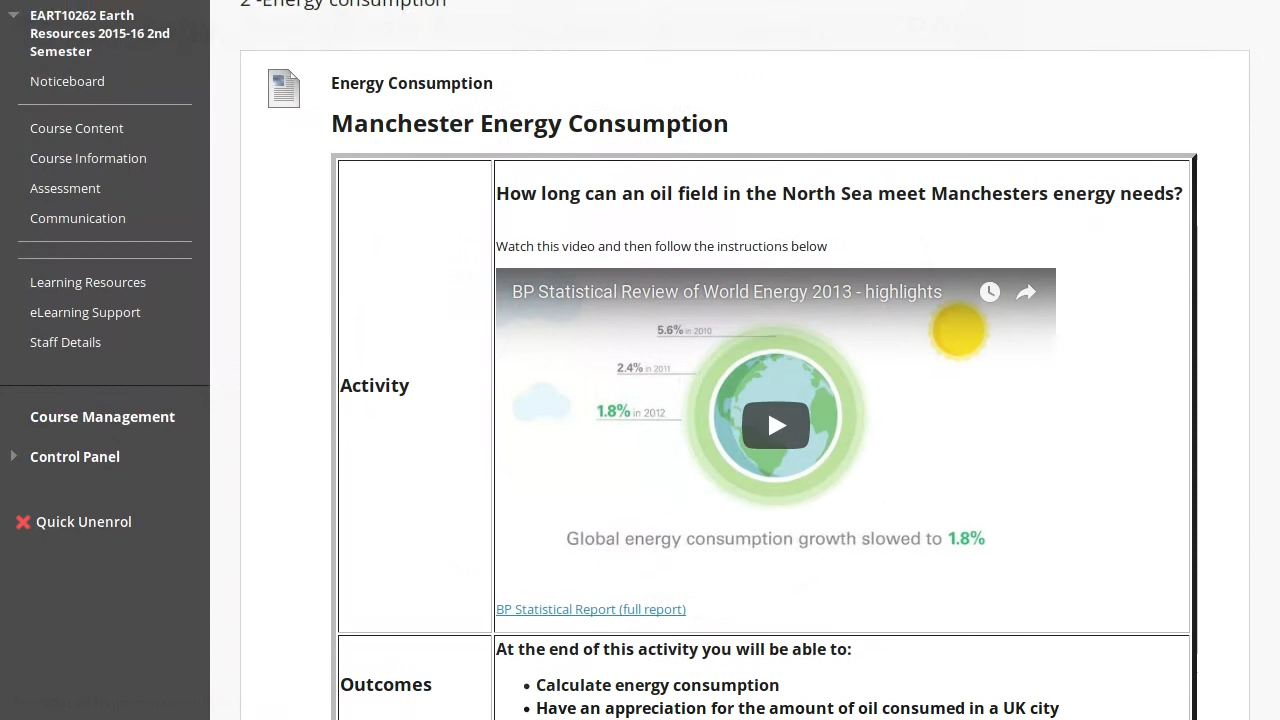 2 -Energy consumption
EART10262 Earth
Resources 2015-16 2nd
Semester
Noticeboard
Course Content
Course Information
Assessment
Communication
Learning Resources
eLearning Support
Staff Details
Course Management
Control Panel
Quick Unenrol
Energy Consumption
Manchester Energy Consumption
Activity
How long can an oil field in the North Sea meet Manchesters energy needs?
Watch this video and then follow the instructions below
BP Statistical Review of World Energy 2013 - highlights
5.6% in 2010
2.4% in 2011
1.8% in 2012
Global energy consumption growth slowed to 1.8%
BP Statistical Report (full report)
Outcomes
At the end of this activity you will be able to:
• Calculate energy consumption
• Have an appreciation for the amount of oil consumed in a UK city